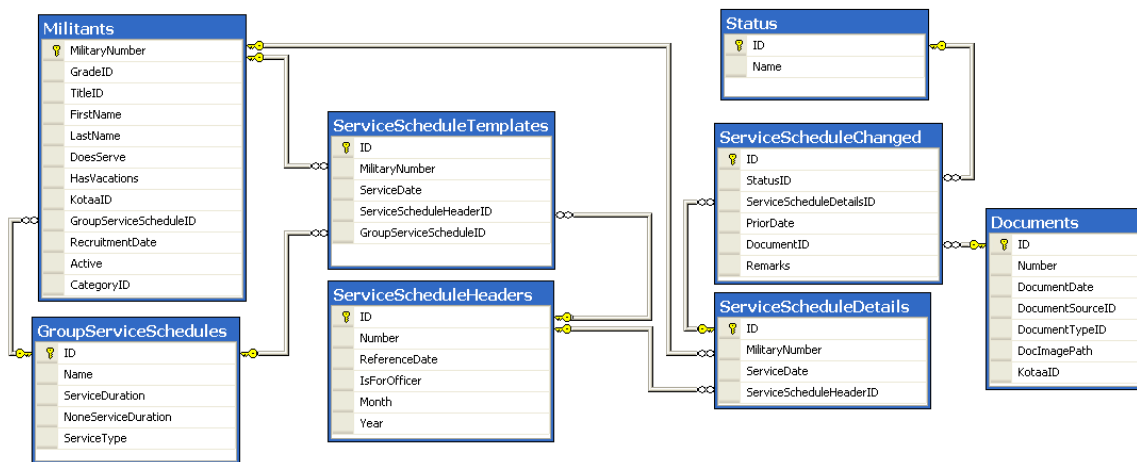 Militants
MilitaryNumber
GradeID
TitleID
FirstName
LastName
DoesServe
HasVacations
KotaaID
GroupServiceScheduleID
RecruitmentDate
Active
CategoryID
GroupServiceSchedules
ID
Name
ServiceDuration
NoneServiceDuration
ServiceType
ServiceScheduleTemplates
ID
MilitaryNumber
ServiceDate
ServiceScheduleHeaderID
GroupServiceScheduleID
ServiceScheduleHeaders
ID
Number
ReferenceDate
IsForOfficer
Month
Year
Status
ID
Name
ServiceScheduleChanged
ID
StatusID
ServiceScheduleDetailsID
PriorDate
DocumentID
Remarks
ServiceScheduleDetails
ID
MilitaryNumber
ServiceDate
ServiceScheduleHeaderID
Documents
ID
Number
DocumentDate
DocumentSourceID
DocumentTypeID
DocImagePath
KotaaID